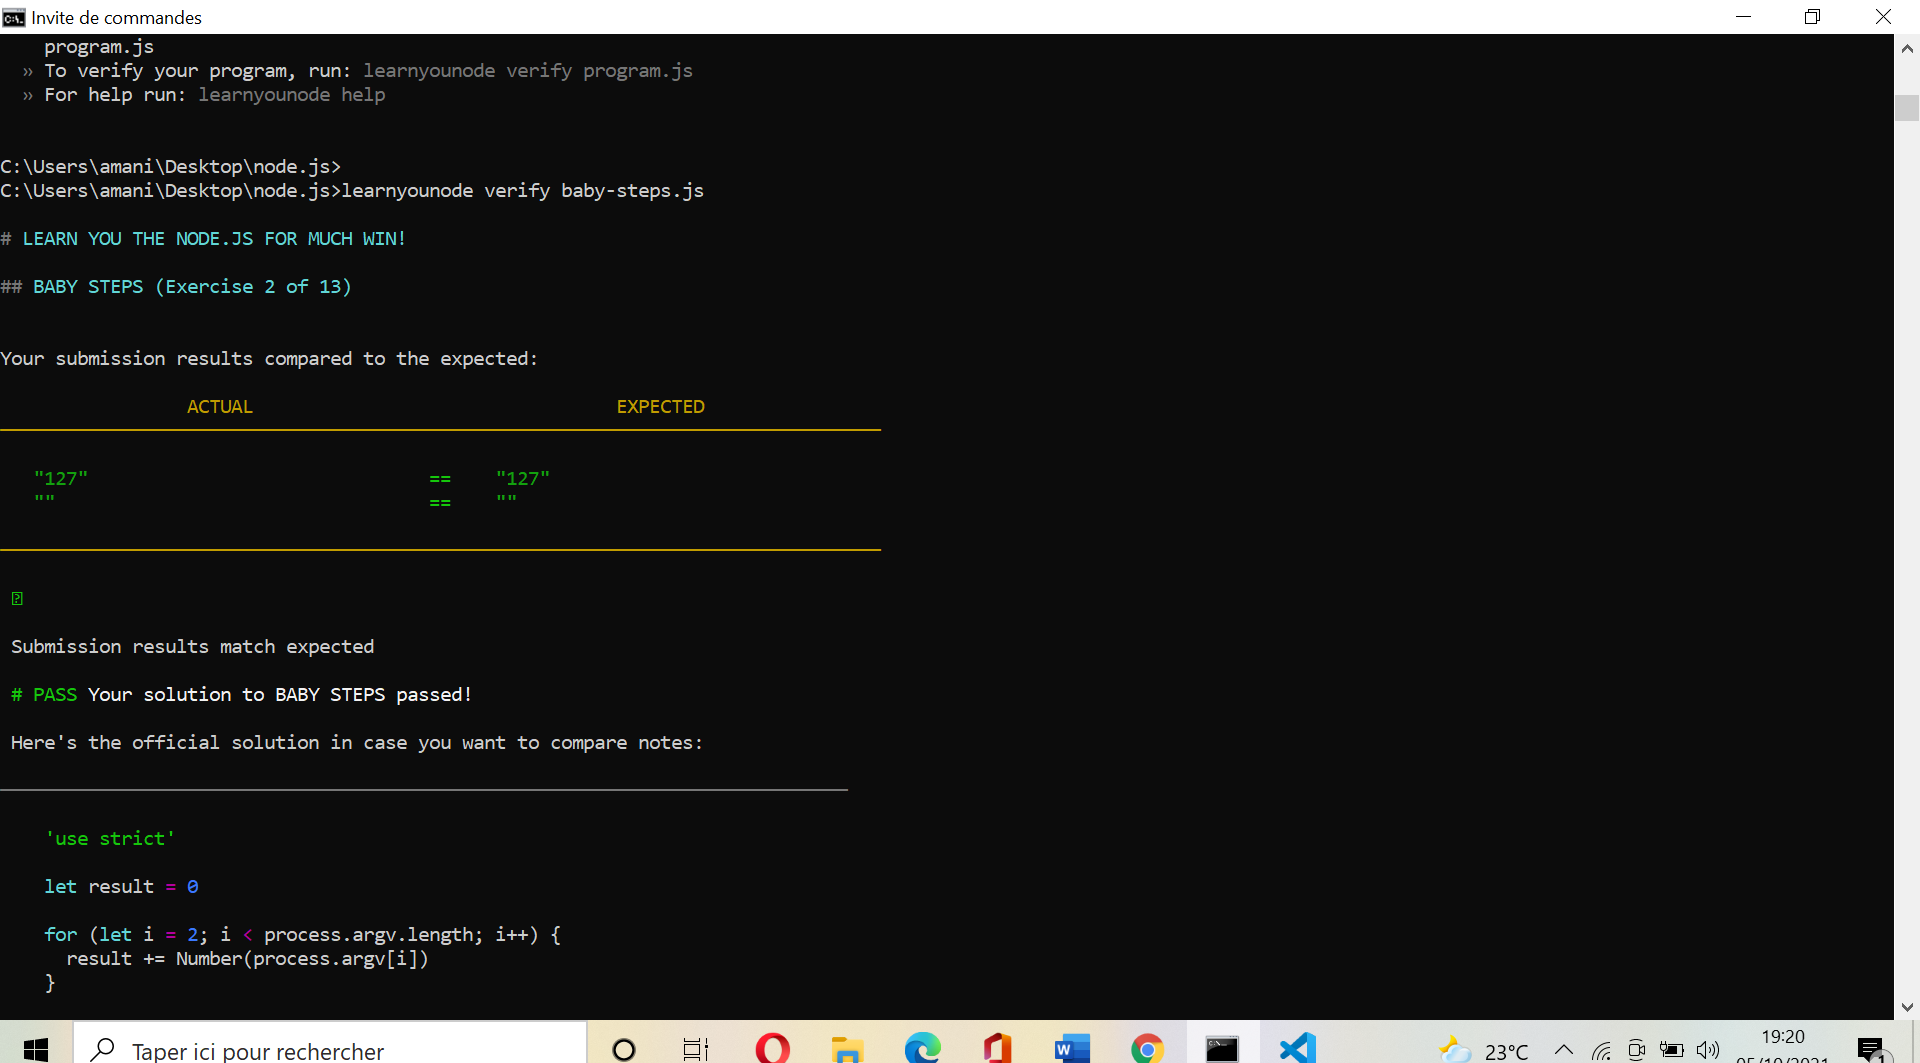 Invite de commandes
program.js
» To verify your program, run: learnyounode verify program.js
» For help run: learnyounode help
C:\Users\amani\Desktop\node.js>
C:\Users\amani\Desktop\node.js>learnyounode verify baby-steps.js
# LEARN YOU THE NODE.JS FOR MUCH WIN!
## BABY STEPS (Exercise 2 of 13)
Your submission results compared to the expected:
ACTUAL EXPECTED
"127" == "127"
"" == ""
Submission results match expected
# PASS Your solution to BABY STEPS passed!
Here's the official solution in case you want to compare notes:
'use strict'
let result = 0
for (let i = 2; i < process.argv.length; i++) {
result += Number(process.argv[i])
}
Taper ici pour rechercher
23°C
19:20